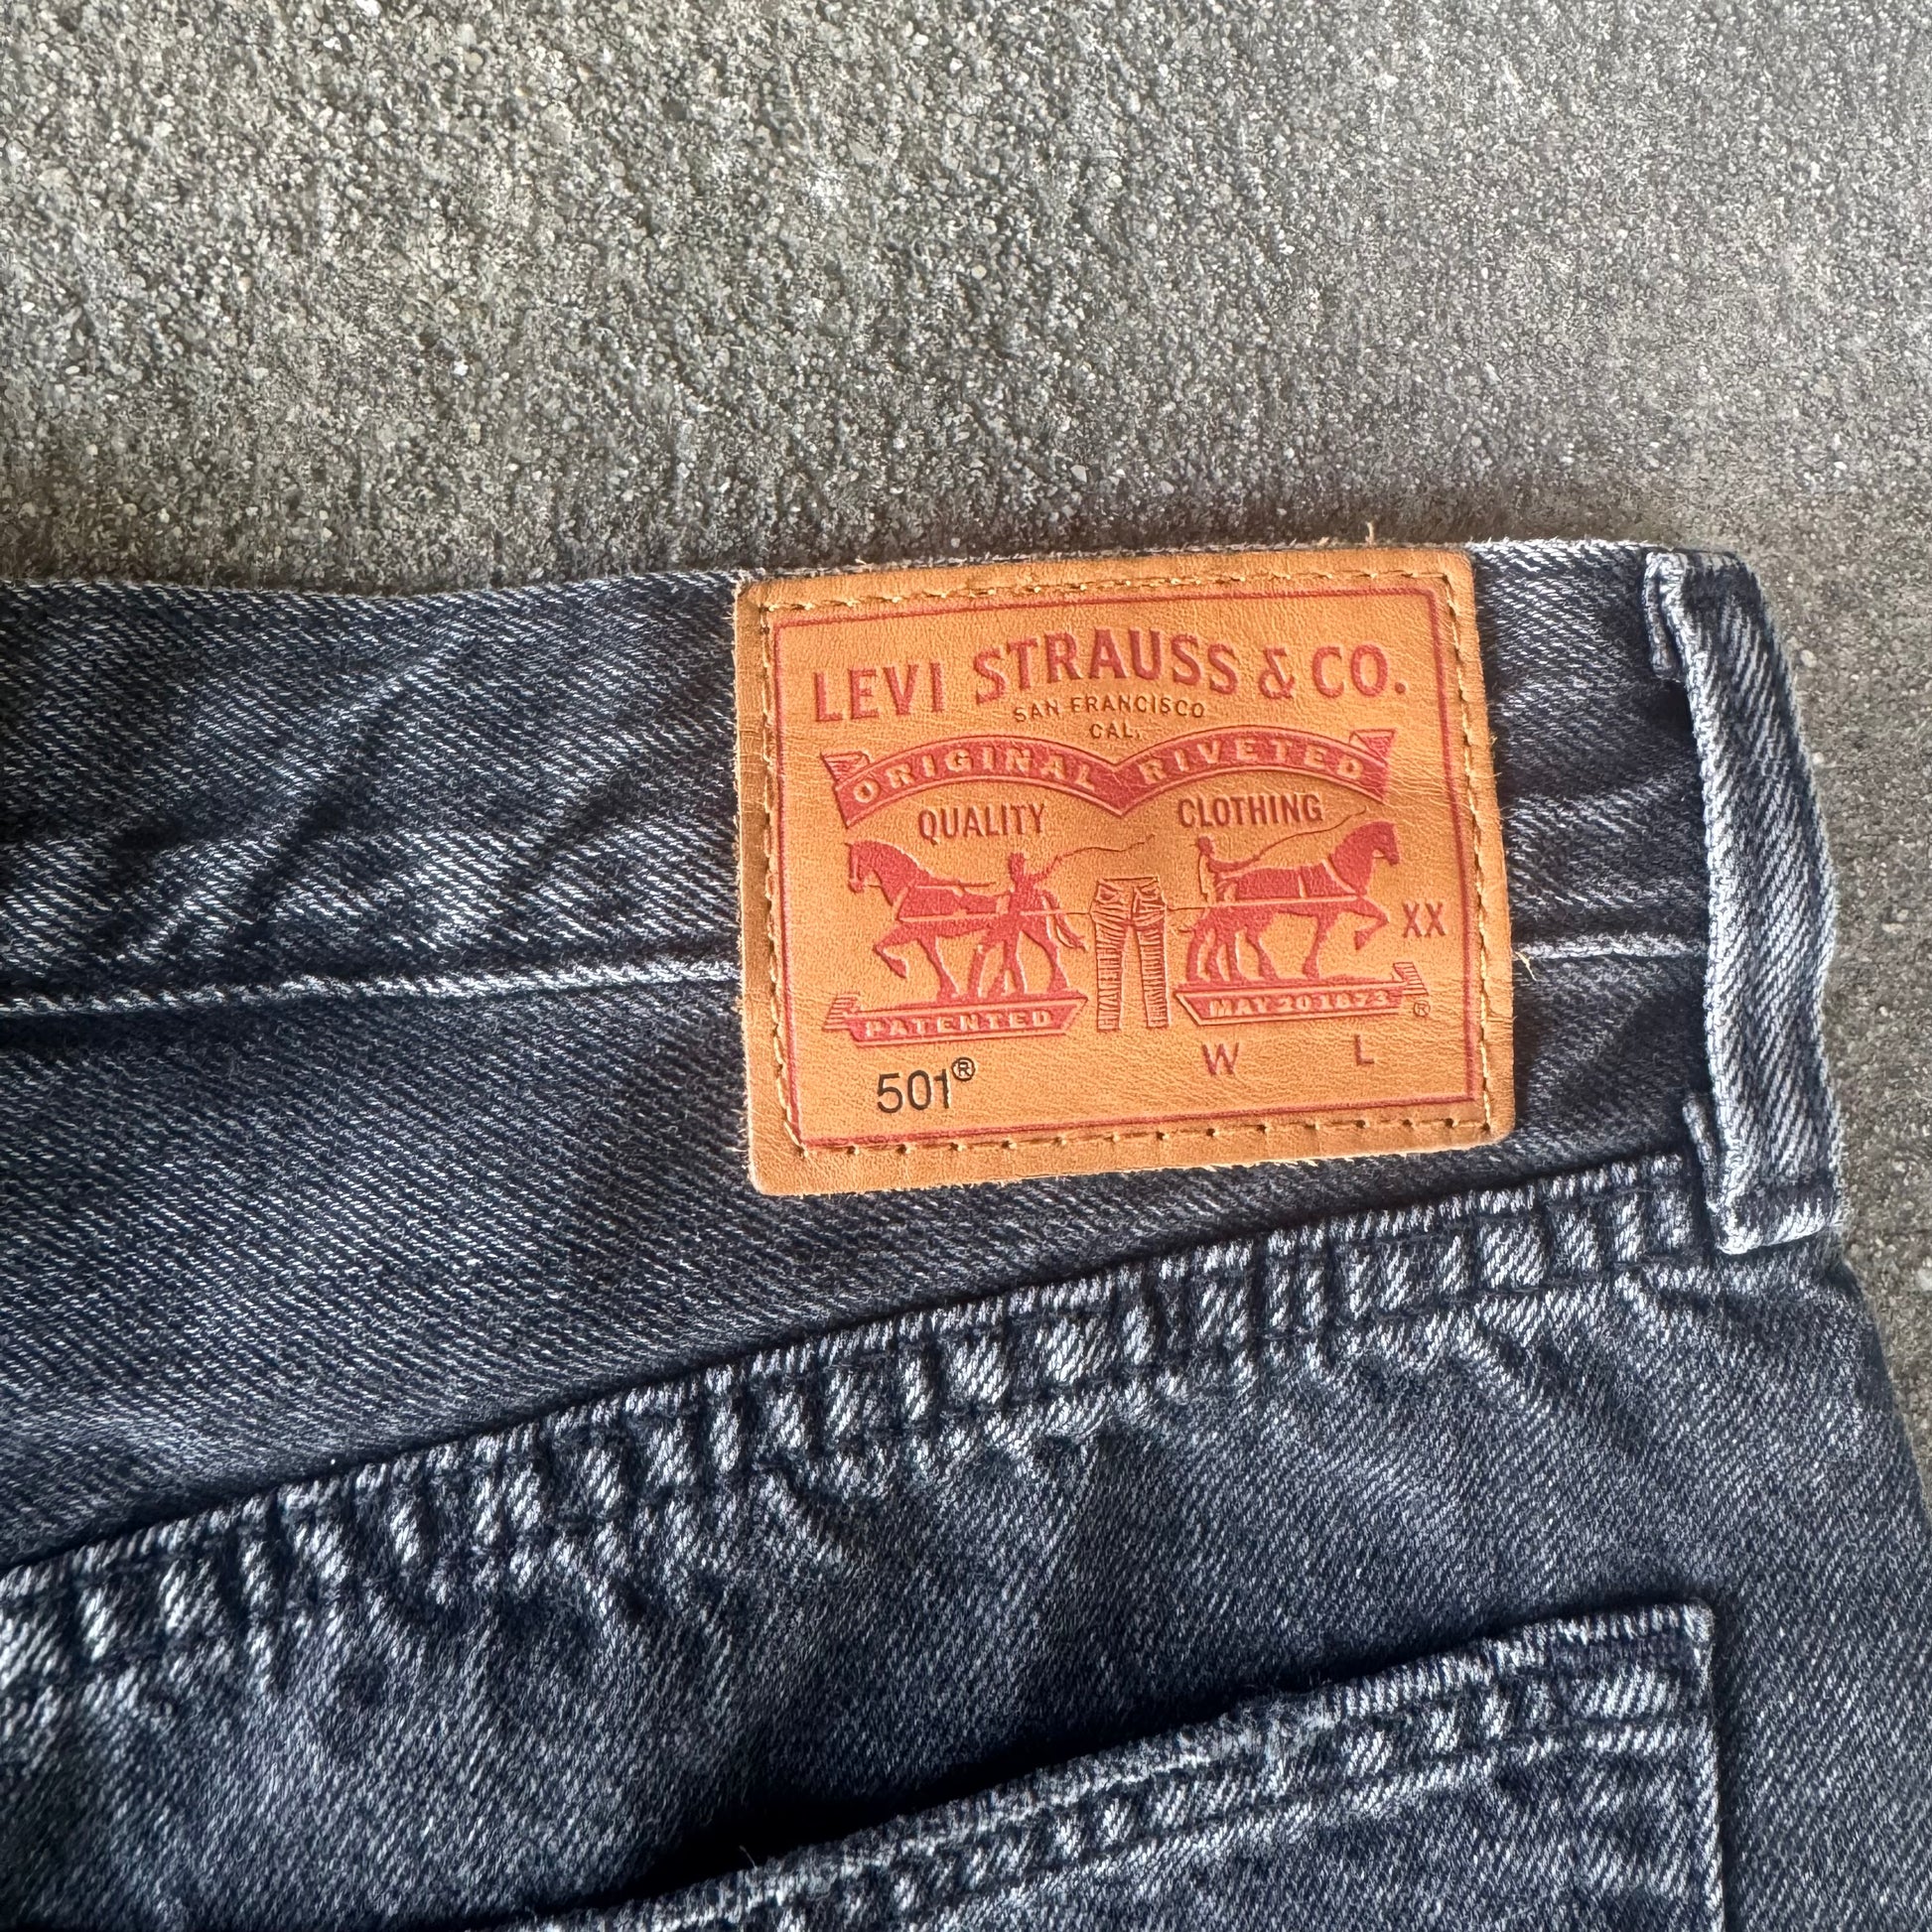 LEVI STRAUSS & CO.
SAN FRANCISCO
CAL.
ORIGINAL RIVETED
QUALITY CLOTHING
XX
PATENTED MAY 20 1873 ®
W L
501®